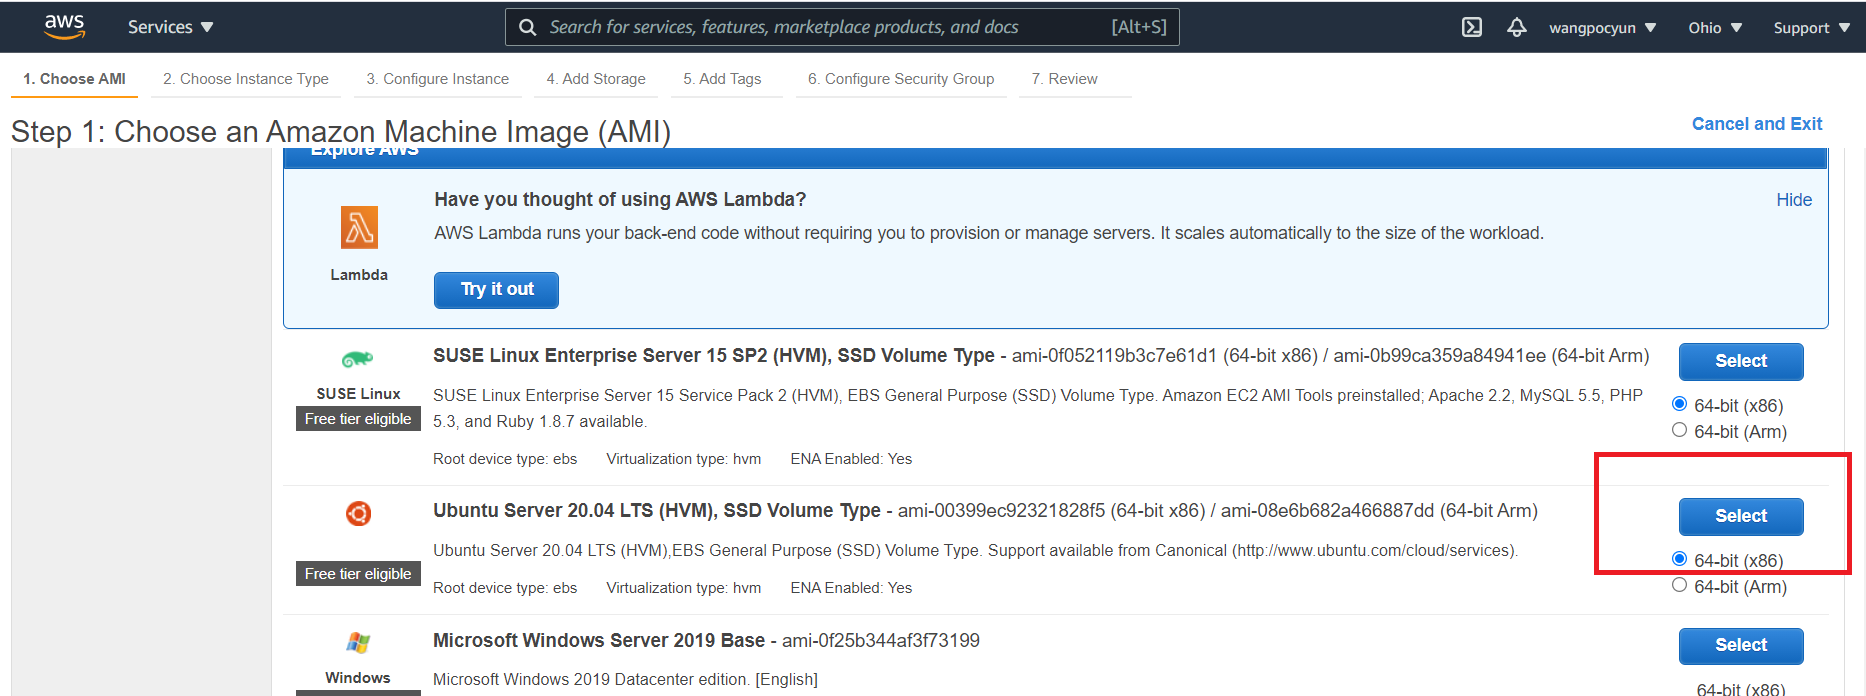 aws Services Search for services, features, marketplace products, and docs [Alt+S] wangpocyun Ohio Support
1. Choose AMI 2. Choose Instance Type 3. Configure Instance 4. Add Storage 5. Add Tags 6. Configure Security Group 7. Review
Step 1: Choose an Amazon Machine Image (AMI) Cancel and Exit
Explore AWS
Have you thought of using AWS Lambda? Hide
AWS Lambda runs your back-end code without requiring you to provision or manage servers. It scales automatically to the size of the workload.
Lambda
Try it out
SUSE Linux Enterprise Server 15 SP2 (HVM), SSD Volume Type - ami-0f052119b3c7e61d1 (64-bit x86) / ami-0b99ca359a84941ee (64-bit Arm) Select
SUSE Linux
Free tier eligible
SUSE Linux Enterprise Server 15 Service Pack 2 (HVM), EBS General Purpose (SSD) Volume Type. Amazon EC2 AMI Tools preinstalled; Apache 2.2, MySQL 5.5, PHP
5.3, and Ruby 1.8.7 available.
64-bit (x86)
64-bit (Arm)
Root device type: ebs Virtualization type: hvm ENA Enabled: Yes
Ubuntu Server 20.04 LTS (HVM), SSD Volume Type - ami-00399ec92321828f5 (64-bit x86) / ami-08e6b682a466887dd (64-bit Arm) Select
Ubuntu Server 20.04 LTS (HVM),EBS General Purpose (SSD) Volume Type. Support available from Canonical (http://www.ubuntu.com/cloud/services).
Free tier eligible
64-bit (x86)
64-bit (Arm)
Root device type: ebs Virtualization type: hvm ENA Enabled: Yes
Microsoft Windows Server 2019 Base - ami-0f25b344af3f73199 Select
Windows
Microsoft Windows 2019 Datacenter edition. [English]
64-bit (x86)